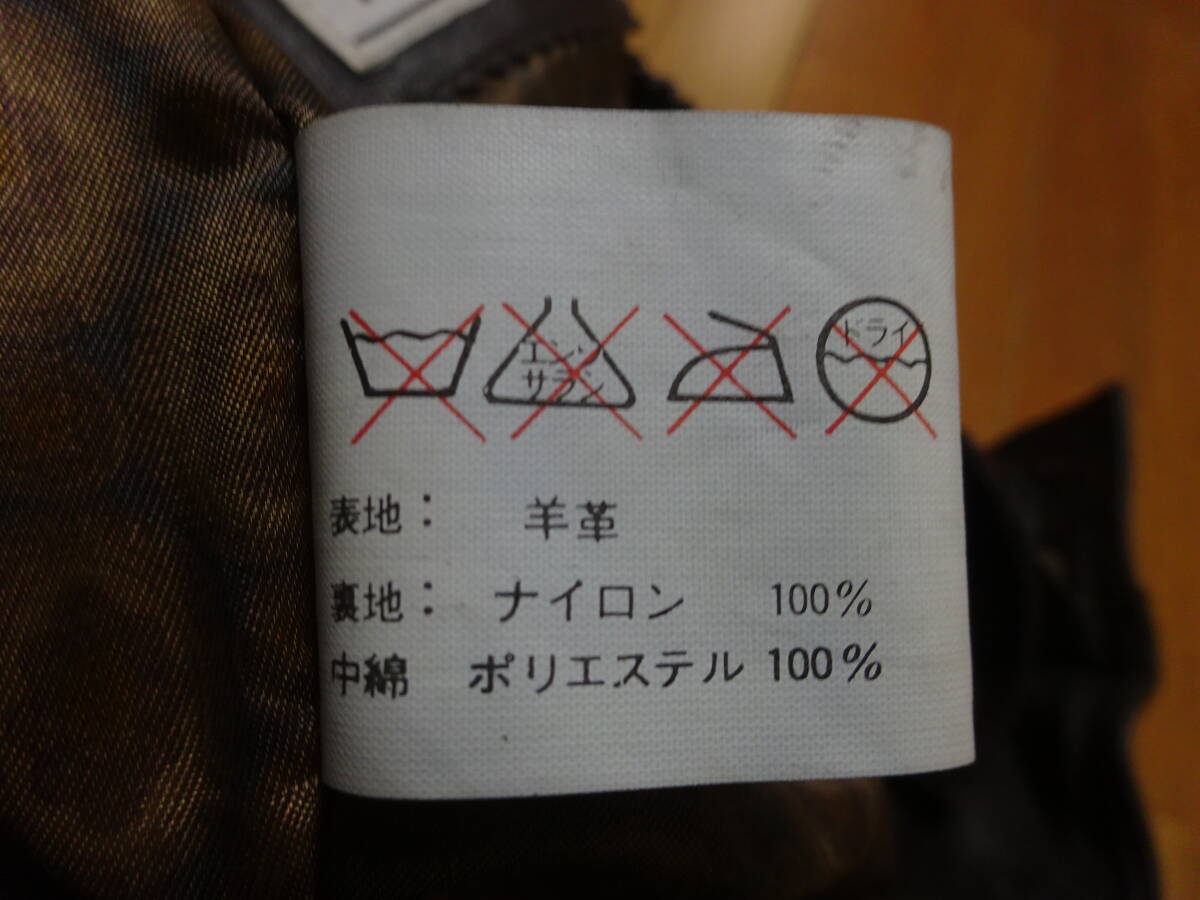 エンソ
サラン
ドライ
表地： 羊革
裏地： ナイロン 100%
中綿 ポリエステル 100%